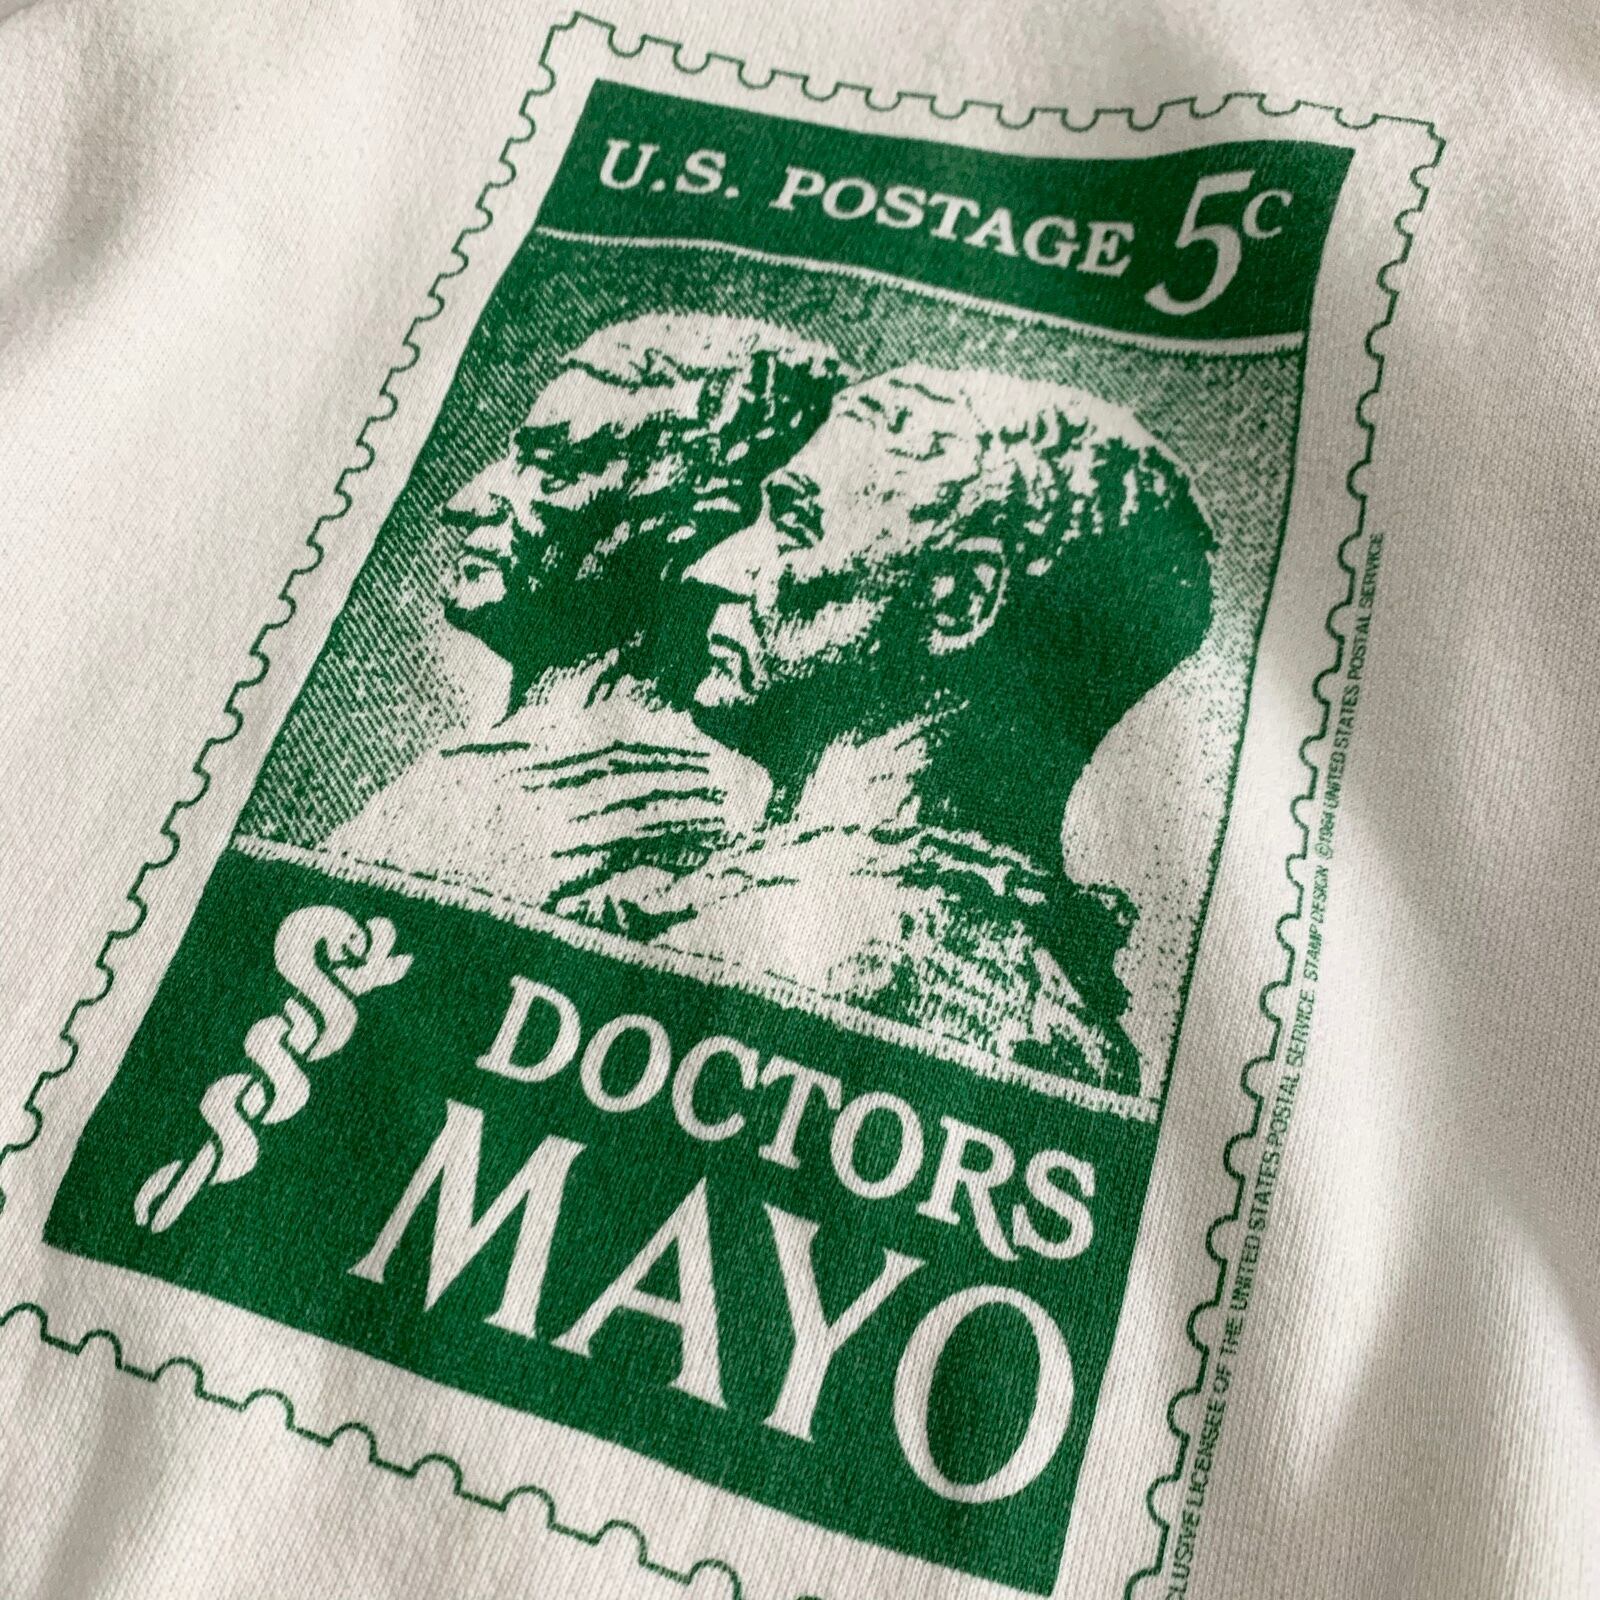 U.S. POSTAGE 5c
DOCTORS
MAYO
EXCLUSIVE LICENSEE OF THE UNITED STATES POSTAL SERVICE. STAMP DESIGN ©1964 UNITED STATES POSTAL SERVICE